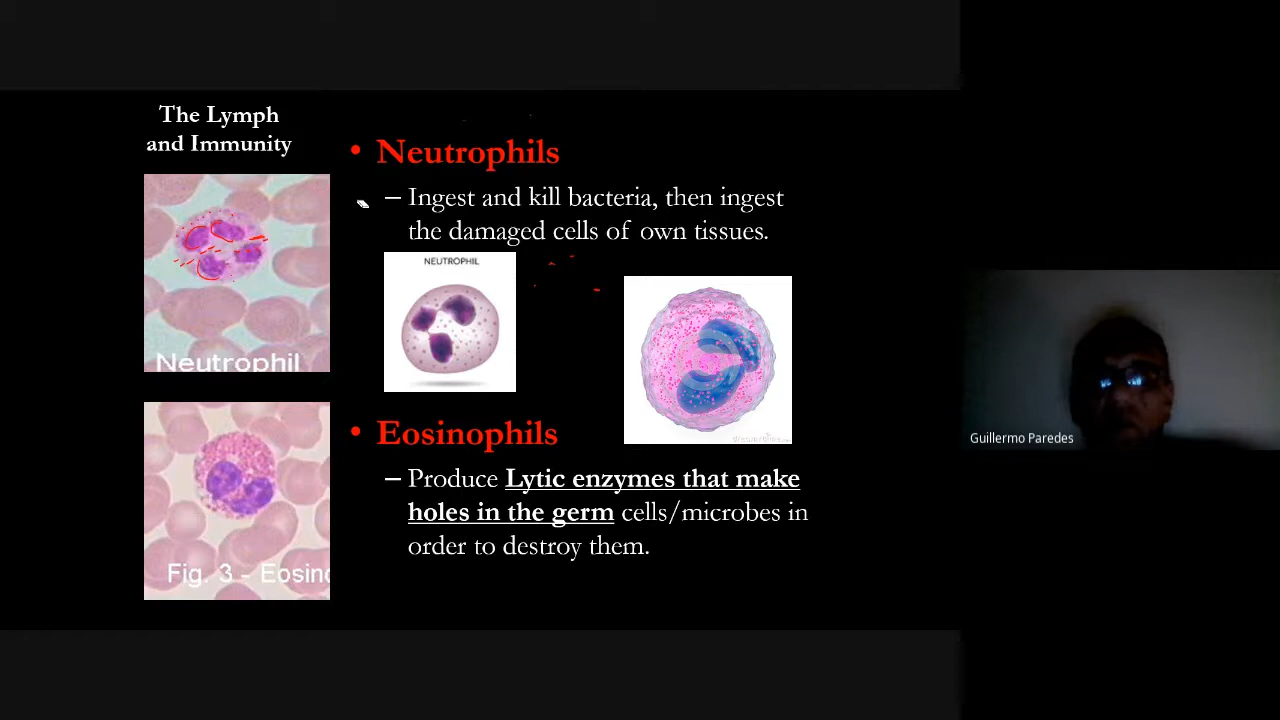 The Lymph
and Immunity
• Neutrophils
– Ingest and kill bacteria, then ingest
the damaged cells of own tissues.
NEUTROPHIL
Neutrophil
• Eosinophils
– Produce Lytic enzymes that make
holes in the germ cells/microbes in
order to destroy them.
Fig. 3 - Eosino
Guillermo Paredes